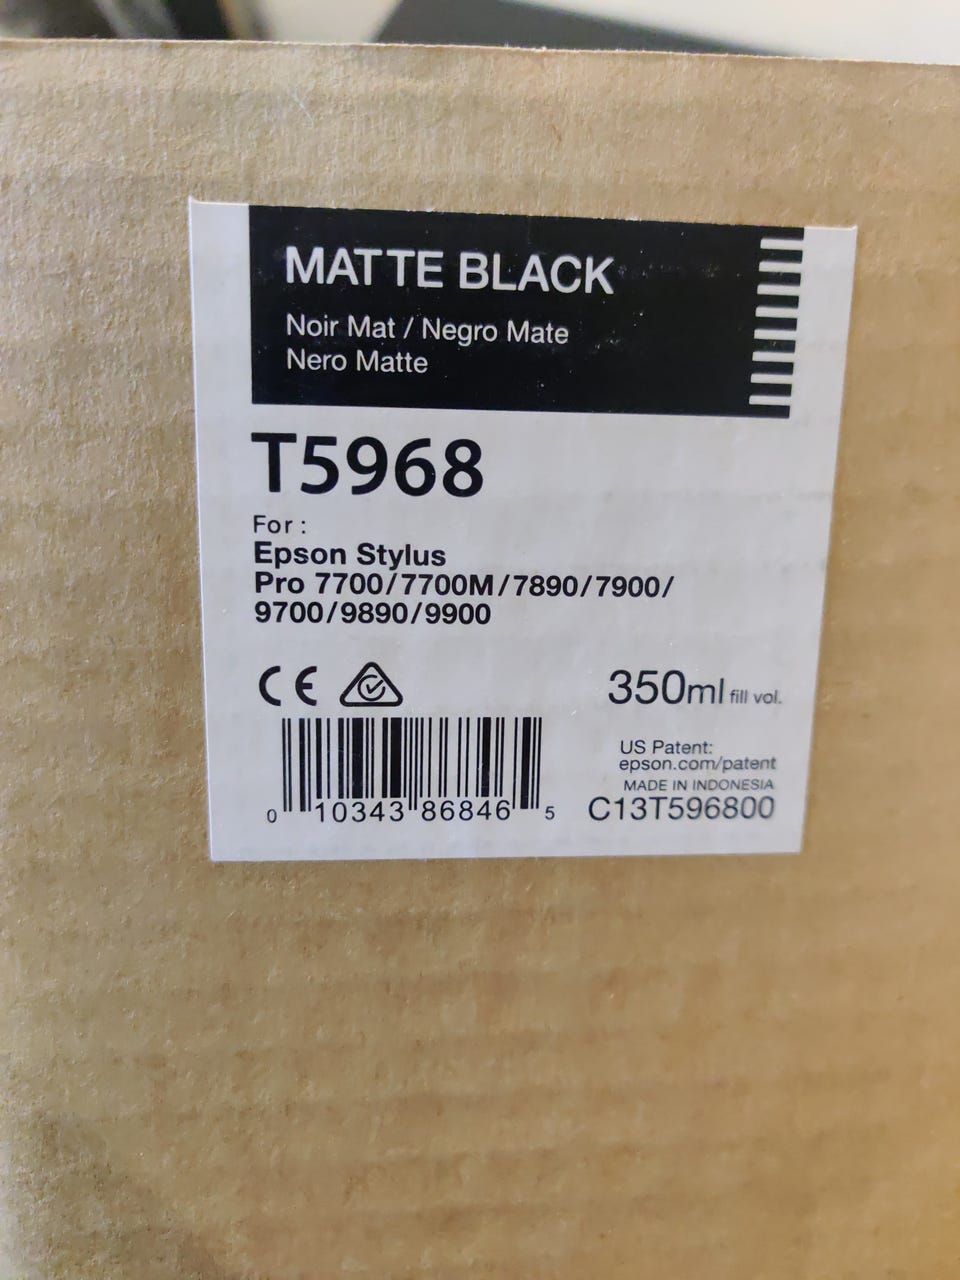 MATTE BLACK
Noir Mat / Negro Mate
Nero Matte
T5968
For :
Epson Stylus
Pro 7700/7700M/7890/7900/
9700/9890/9900
CE
350ml fill vol.
US Patent:
epson.com/patent
MADE IN INDONESIA
C13T596800
0 10343 86846 5